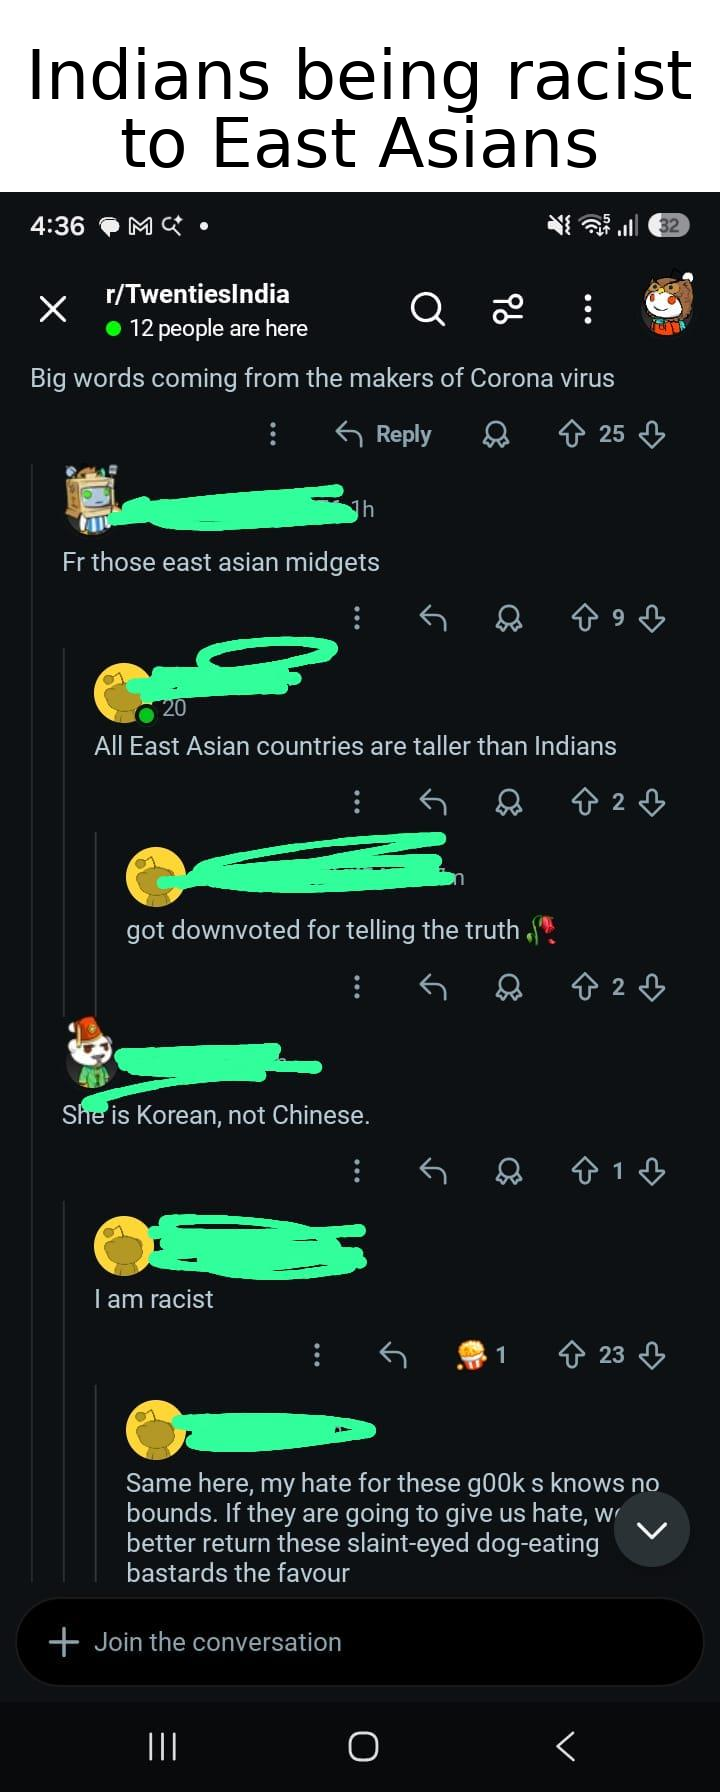 Indians being racist
to East Asians
4:36
5
32
r/TwentiesIndia
12 people are here
Big words coming from the makers of Corona virus
Reply
25
1h
Fr those east asian midgets
9
20
All East Asian countries are taller than Indians
2
got downvoted for telling the truth 🥀
2
She is Korean, not Chinese.
1
I am racist
🍿 1
23
Same here, my hate for these g00k s knows no
bounds. If they are going to give us hate,
better return these slaint-eyed dog-eating
bastards the favour
Join the conversation